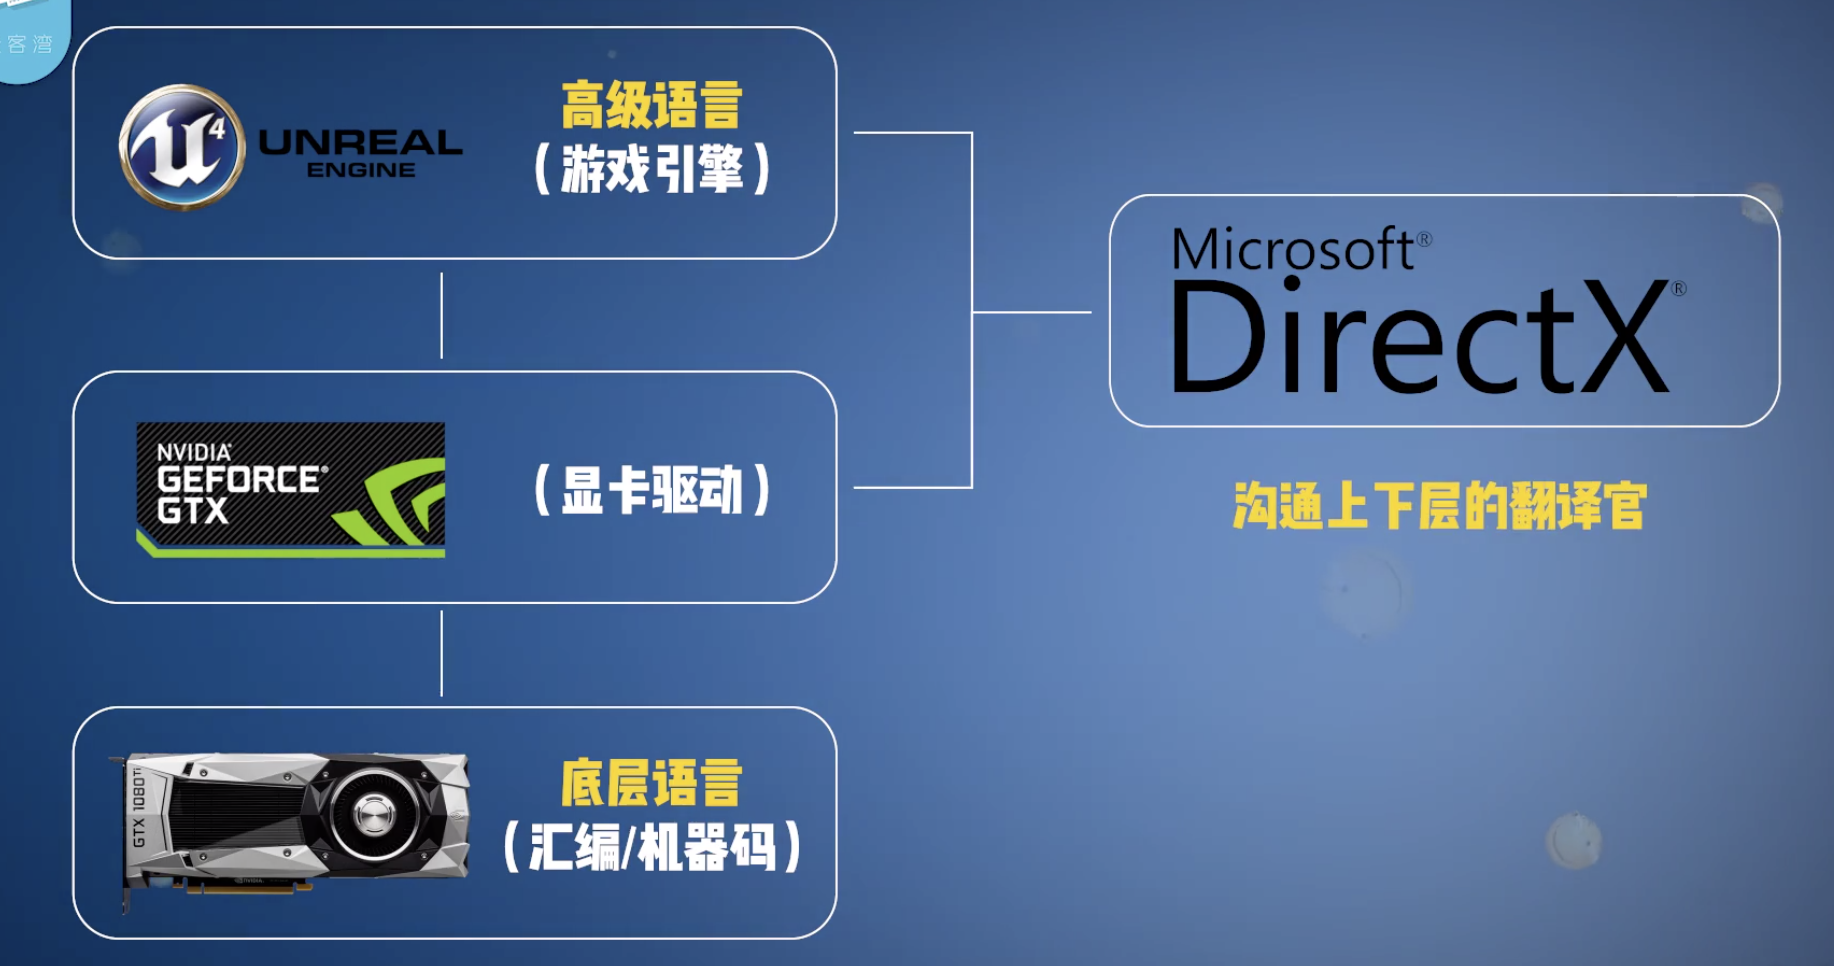 客湾
UNREAL
ENGINE
高级语言
（游戏引擎）
Microsoft®
DirectX®
沟通上下层的翻译官
NVIDIA
GEFORCE®
GTX
（显卡驱动）
GTX 1080 Ti
底层语言
（汇编/机器码）